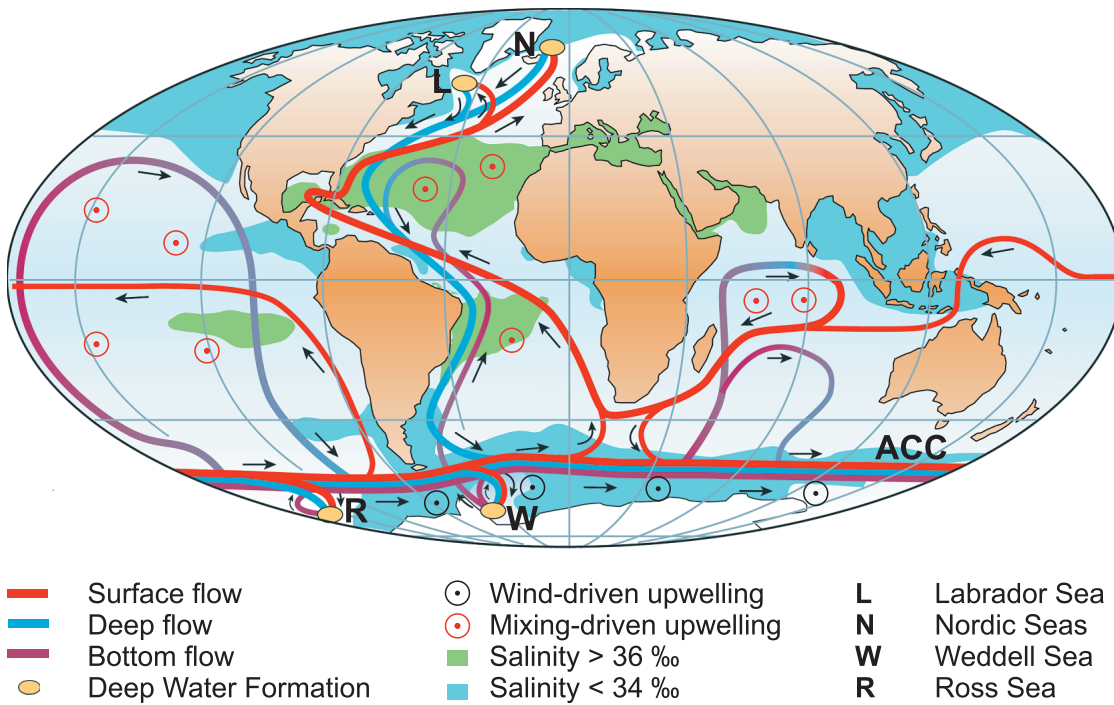 N
L
ACC
R
W
Surface flow
Deep flow
Bottom flow
Deep Water Formation
Wind-driven upwelling
Mixing-driven upwelling
Salinity > 36 ‰
Salinity < 34 ‰
L Labrador Sea
N Nordic Seas
W Weddell Sea
R Ross Sea